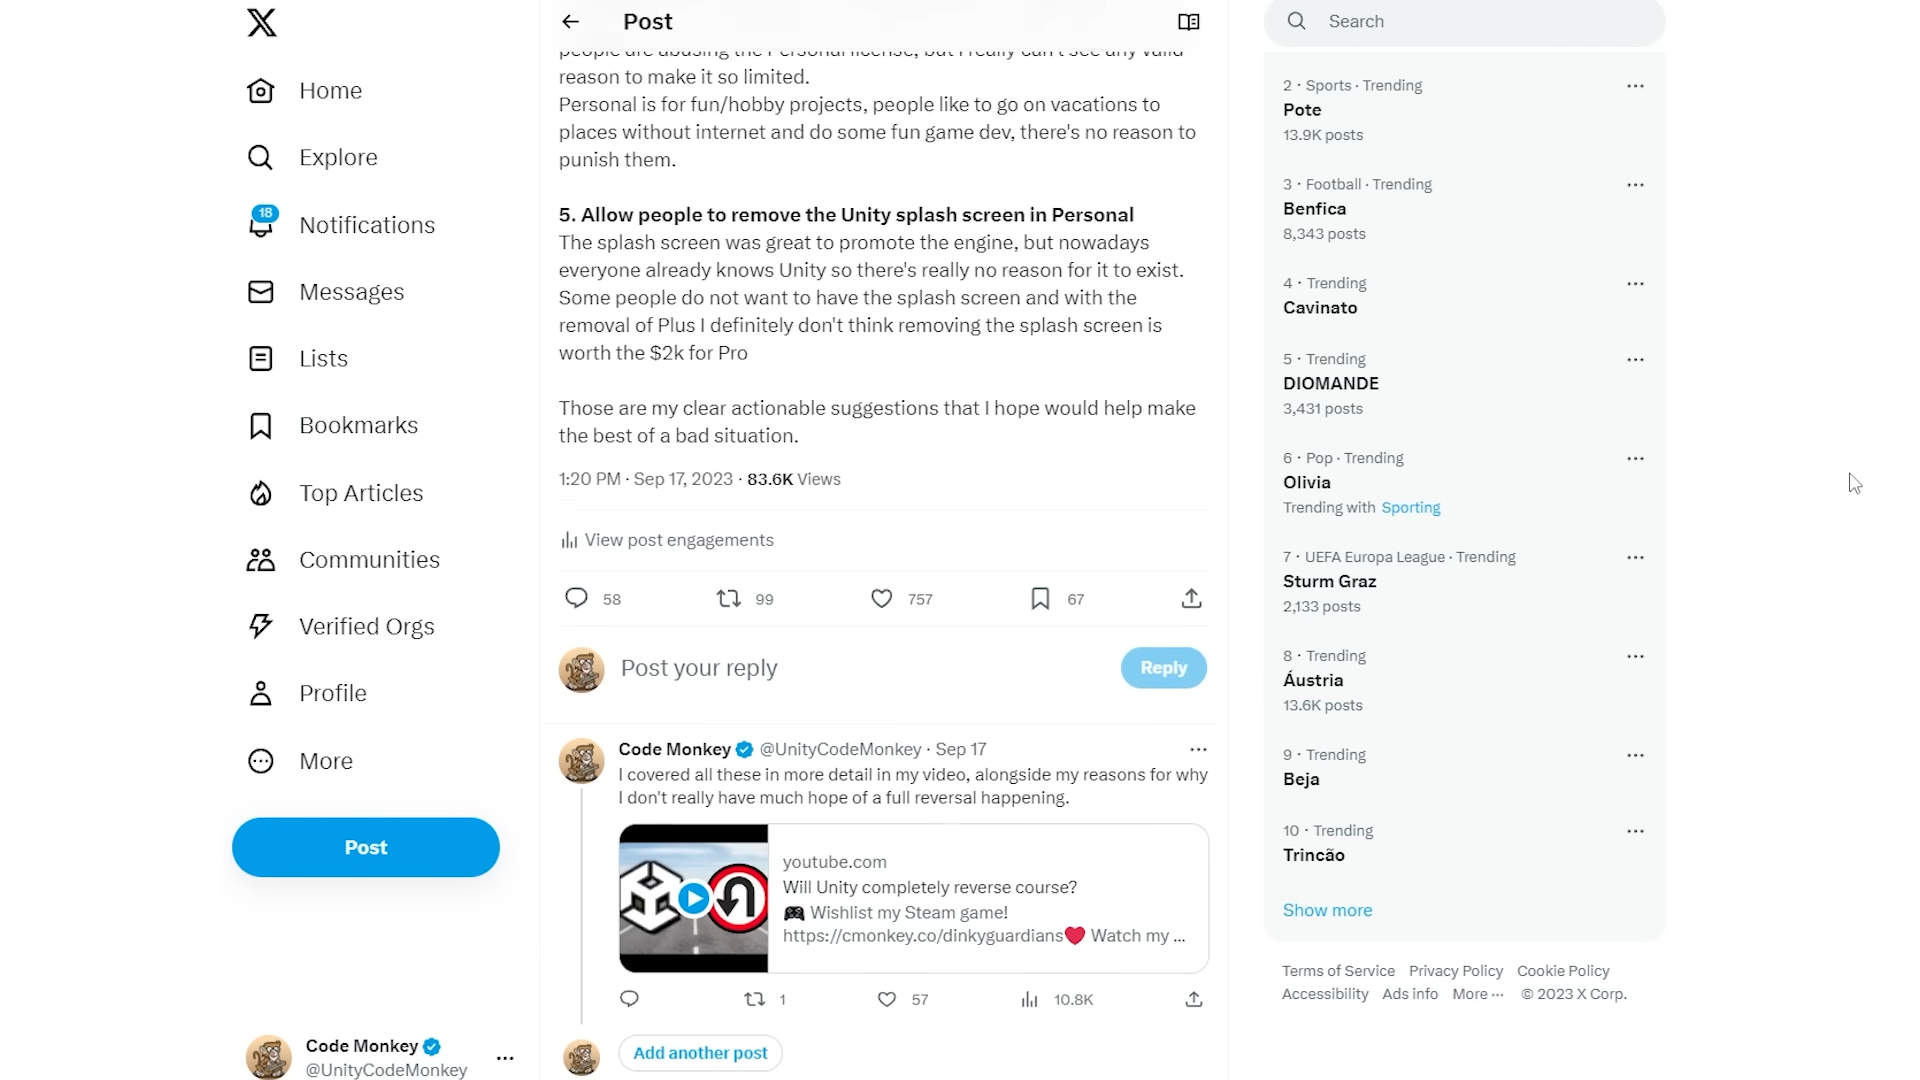 Home
Explore
18
Notifications
Messages
Lists
Bookmarks
Top Articles
Communities
Verified Orgs
Profile
More
Post
Code Monkey
@UnityCodeMonkey
Post
people are abusing the Personal license, but I really can't see any valid
reason to make it so limited.
Personal is for fun/hobby projects, people like to go on vacations to
places without internet and do some fun game dev, there's no reason to
punish them.
5. Allow people to remove the Unity splash screen in Personal
The splash screen was great to promote the engine, but nowadays
everyone already knows Unity so there's really no reason for it to exist.
Some people do not want to have the splash screen and with the
removal of Plus I definitely don't think removing the splash screen is
worth the $2k for Pro
Those are my clear actionable suggestions that I hope would help make
the best of a bad situation.
1:20 PM · Sep 17, 2023 · 83.6K Views
View post engagements
58 99 757 67
Post your reply
Reply
Code Monkey @UnityCodeMonkey · Sep 17
I covered all these in more detail in my video, alongside my reasons for why
I don't really have much hope of a full reversal happening.
youtube.com
Will Unity completely reverse course?
🎮 Wishlist my Steam game!
https://cmonkey.co/dinkyguardians❤️ Watch my ...
1 57 10.8K
Add another post
Search
2 · Sports · Trending
Pote
13.9K posts
3 · Football · Trending
Benfica
8,343 posts
4 · Trending
Cavinato
5 · Trending
DIOMANDE
3,431 posts
6 · Pop · Trending
Olivia
Trending with Sporting
7 · UEFA Europa League · Trending
Sturm Graz
2,133 posts
8 · Trending
Áustria
13.6K posts
9 · Trending
Beja
10 · Trending
Trincão
Show more
Terms of Service Privacy Policy Cookie Policy
Accessibility Ads info More ··· © 2023 X Corp.